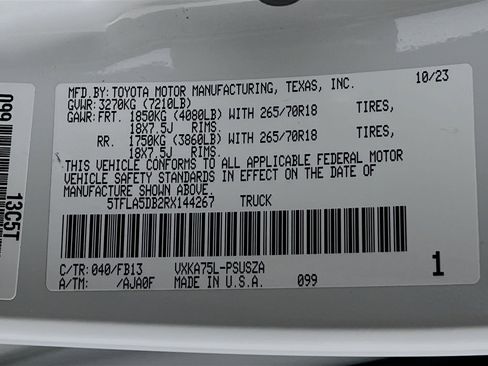 MFD.BY: TOYOTA MOTOR MANUFACTURING, TEXAS, INC. 10/23
GVWR: 3270KG (7210LB)
GAWR: FRT. 1850KG (4080LB) WITH 265/70R18 TIRES,
18X7.5J RIMS.
RR. 1750KG (3860LB) WITH 265/70R18 TIRES,
18X7.5J RIMS.
THIS VEHICLE CONFORMS TO ALL APPLICABLE FEDERAL MOTOR
VEHICLE SAFETY STANDARDS IN EFFECT ON THE DATE OF
MANUFACTURE SHOWN ABOVE.
5TFLA5DB2RX144267 TRUCK
C/TR: 040/FB13 VXKA75L-PSUSZA
A/TM: /AJA0F MADE IN U.S.A. 099
1
099
13C5T